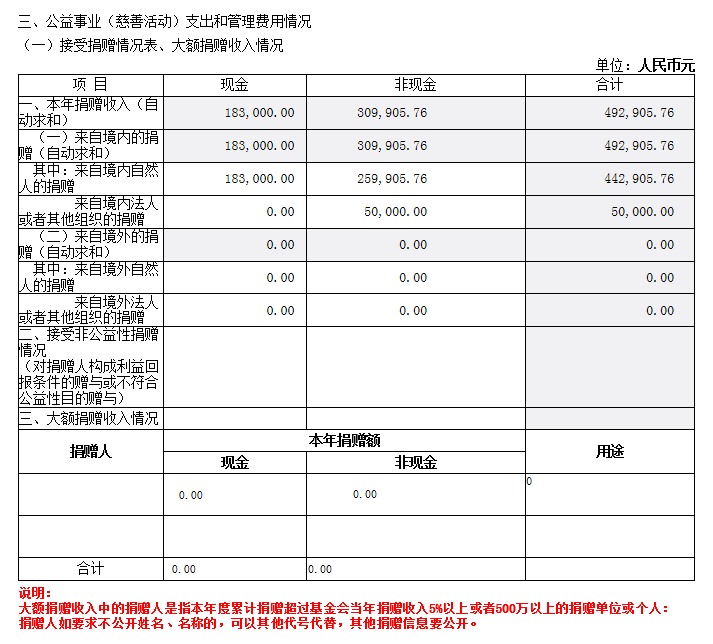 三、公益事业（慈善活动）支出和管理费用情况
（一）接受捐赠情况表、大额捐赠收入情况
单位：人民币元
项 目 现金 非现金 合计
一、本年捐赠收入（自
动求和） 183,000.00 309,905.76 492,905.76
（一）来自境内的捐
赠（自动求和） 183,000.00 309,905.76 492,905.76
其中：来自境内自然
人的捐赠 183,000.00 259,905.76 442,905.76
来自境内法人
或者其他组织的捐赠 0.00 50,000.00 50,000.00
（二）来自境外的捐
赠（自动求和） 0.00 0.00 0.00
其中：来自境外自然
人的捐赠 0.00 0.00 0.00
来自境外法人
或者其他组织的捐赠 0.00 0.00 0.00
二、接受非公益性捐赠
情况
（对捐赠人构成利益回
报条件的赠与或不符合
公益性目的赠与）
三、大额捐赠收入情况
捐赠人 本年捐赠额 用途
现金 非现金
0.00 0.00 0
合计 0.00 0.00
说明：
大额捐赠收入中的捐赠人是指本年度累计捐赠超过基金会当年捐赠收入5%以上或者500万以上的捐赠单位或个人：
捐赠人如要求不公开姓名、名称的，可以其他代号代替，其他捐赠信息要公开。